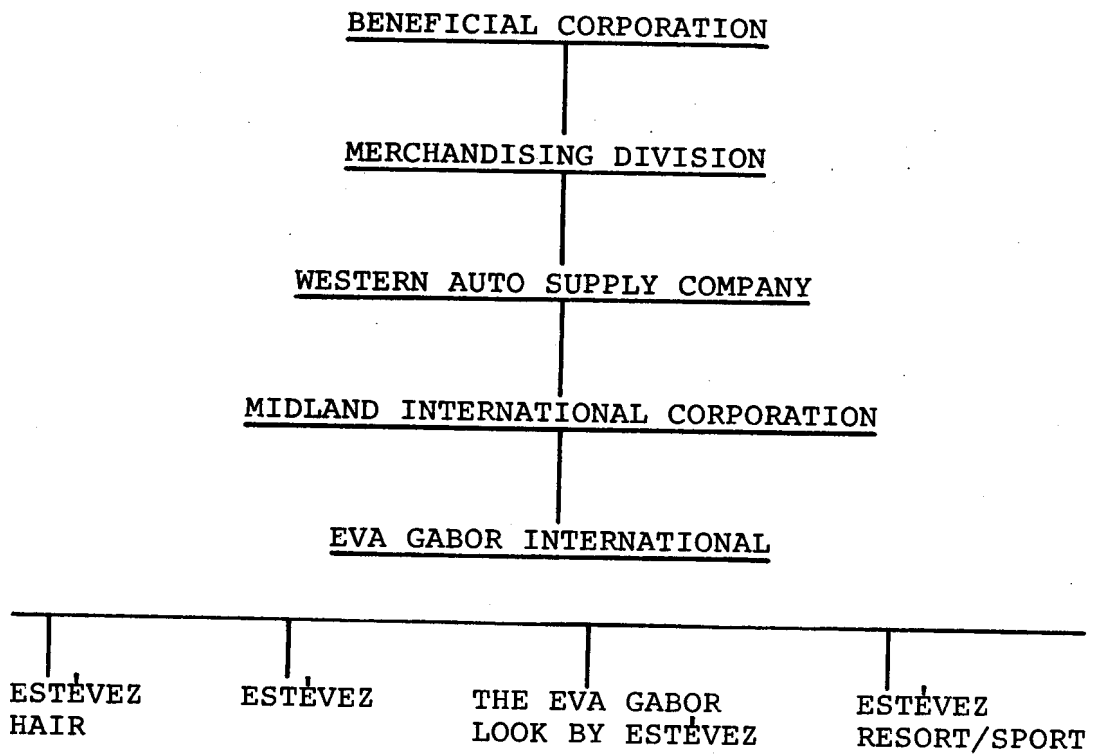 BENEFICIAL CORPORATION
MERCHANDISING DIVISION
WESTERN AUTO SUPPLY COMPANY
MIDLAND INTERNATIONAL CORPORATION
EVA GABOR INTERNATIONAL
ESTÉVEZ
HAIR
ESTÉVEZ
THE EVA GABOR
LOOK BY ESTÉVEZ
ESTÉVEZ
RESORT/SPORT